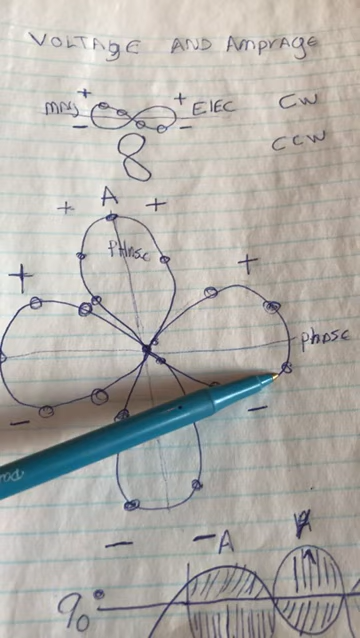 VOLTAGE AND AMPRAGE
+ + CW
MAG ELEC
- -
CCW
8
+ A +
PHASE
+ +
phase
- -
- -A A
90°